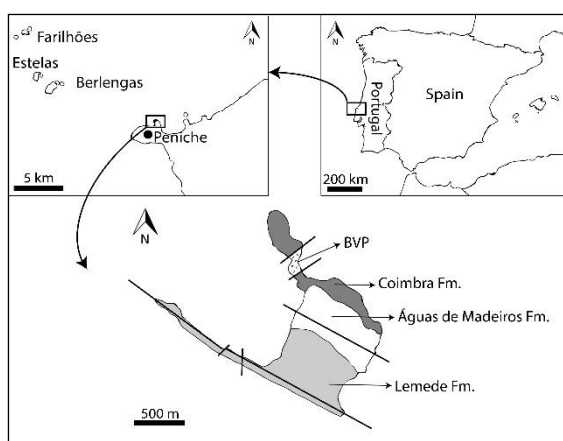 Farilhões
Estelas
Berlengas
Peniche
5 km
N
N
Portugal
Spain
200 km
N
BVP
Coimbra Fm.
Águas de Madeiros Fm.
Lemede Fm.
500 m